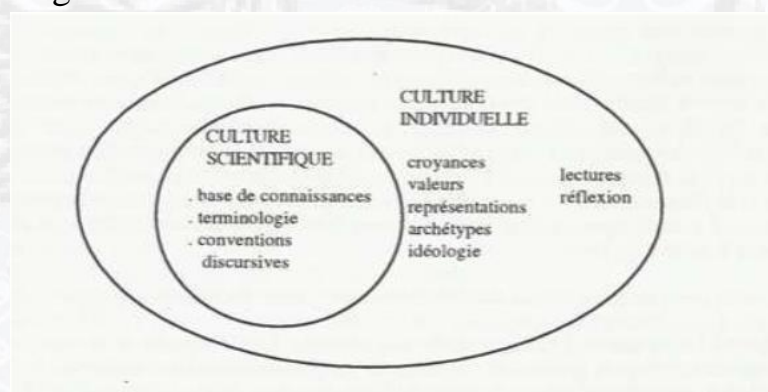 CULTURE
SCIENTIFIQUE
. base de connaissances
. terminologie
. conventions
discursives
CULTURE
INDIVIDUELLE
croyances
valeurs
représentations
archétypes
idéologie
lectures
réflexion